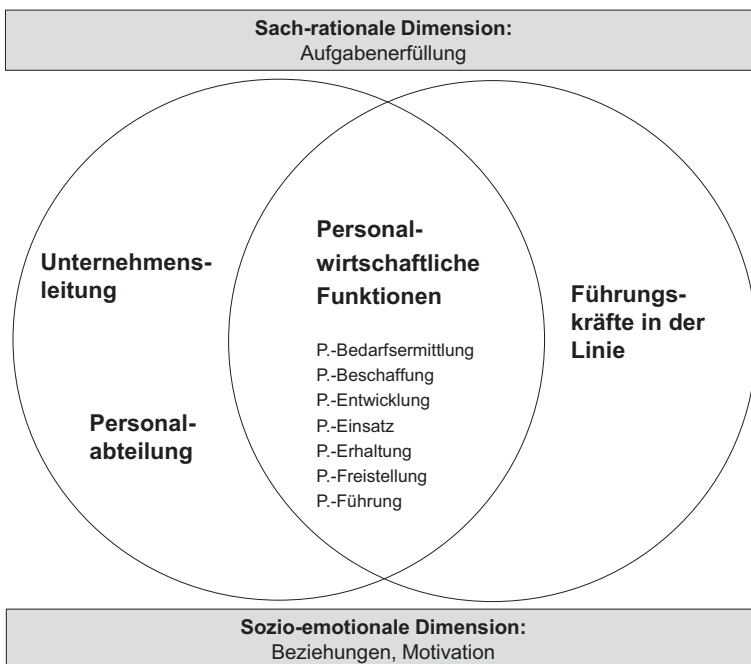 Sach-rationale Dimension:
Aufgabenerfüllung
Unternehmens-
leitung
Personal-
abteilung
Personal-
wirtschaftliche
Funktionen
P.-Bedarfsermittlung
P.-Beschaffung
P.-Entwicklung
P.-Einsatz
P.-Erhaltung
P.-Freistellung
P.-Führung
Führungs-
kräfte in der
Linie
Sozio-emotionale Dimension:
Beziehungen, Motivation